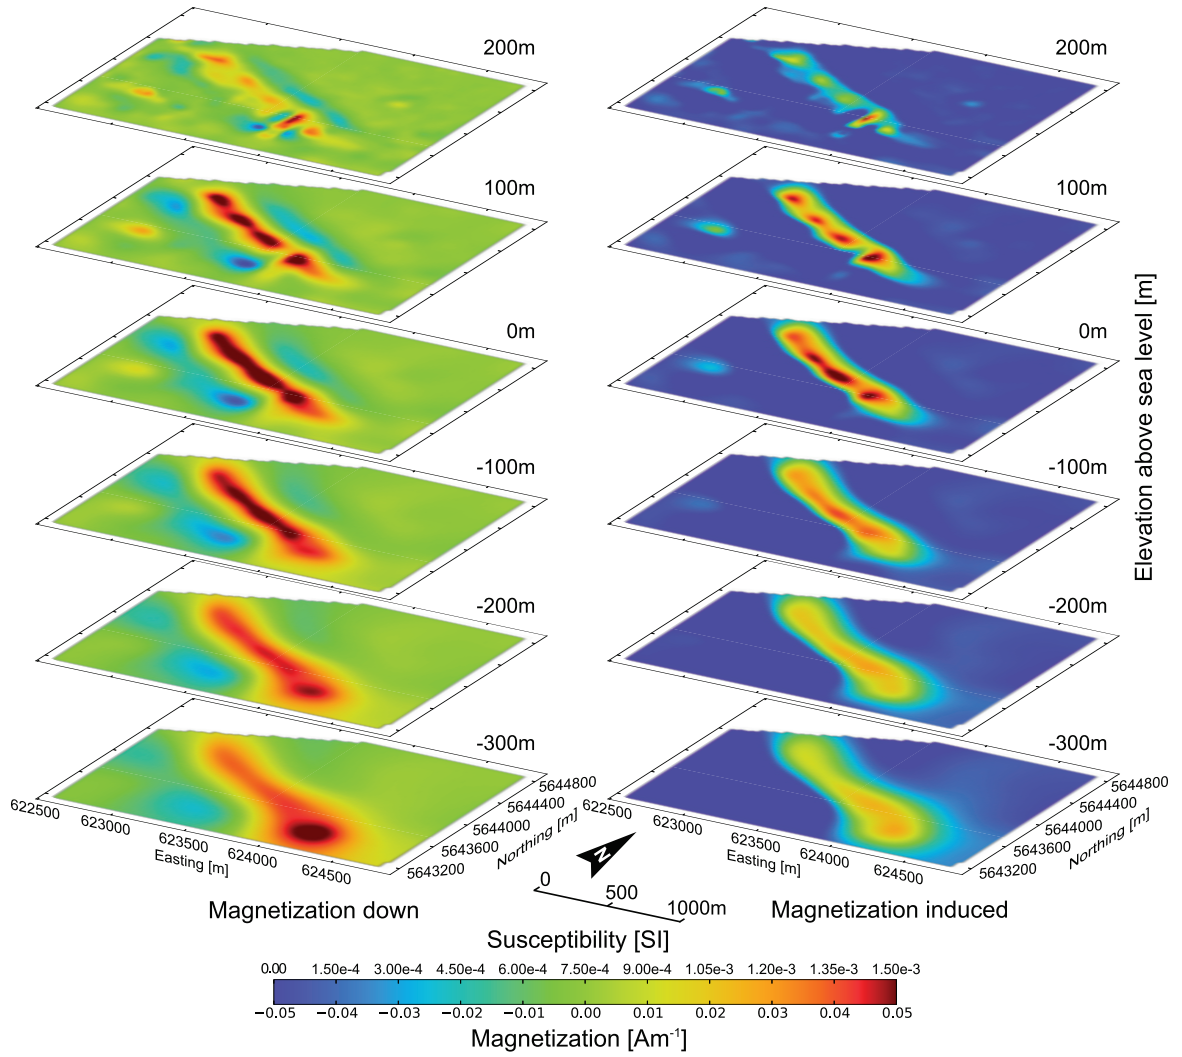 200m 200m
100m 100m
0m 0m
-100m -100m
-200m -200m
-300m -300m
Elevation above sea level [m]
622500 623000 623500 624000 624500
Easting [m]
5643200 5643600 5644000 5644400 5644800
Northing [m]
622500 623000 623500 624000 624500
Easting [m]
5643200 5643600 5644000 5644400 5644800
Northing [m]
N
0 500 1000m
Magnetization down Magnetization induced
Susceptibility [SI]
0.00 1.50e-4 3.00e-4 4.50e-4 6.00e-4 7.50e-4 9.00e-4 1.05e-3 1.20e-3 1.35e-3 1.50e-3
−0.05 −0.04 −0.03 −0.02 −0.01 0.00 0.01 0.02 0.03 0.04 0.05
Magnetization [Am⁻¹]